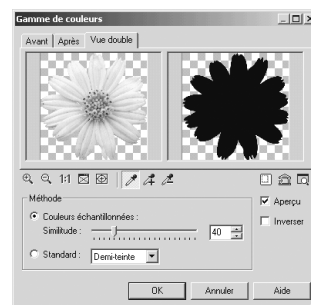 Gamme de couleurs
Avant Après Vue double
1:1
Méthode
Couleurs échantillonnées :
Similitude : 40
Standard : Demi-teinte
Aperçu
Inverser
OK Annuler Aide